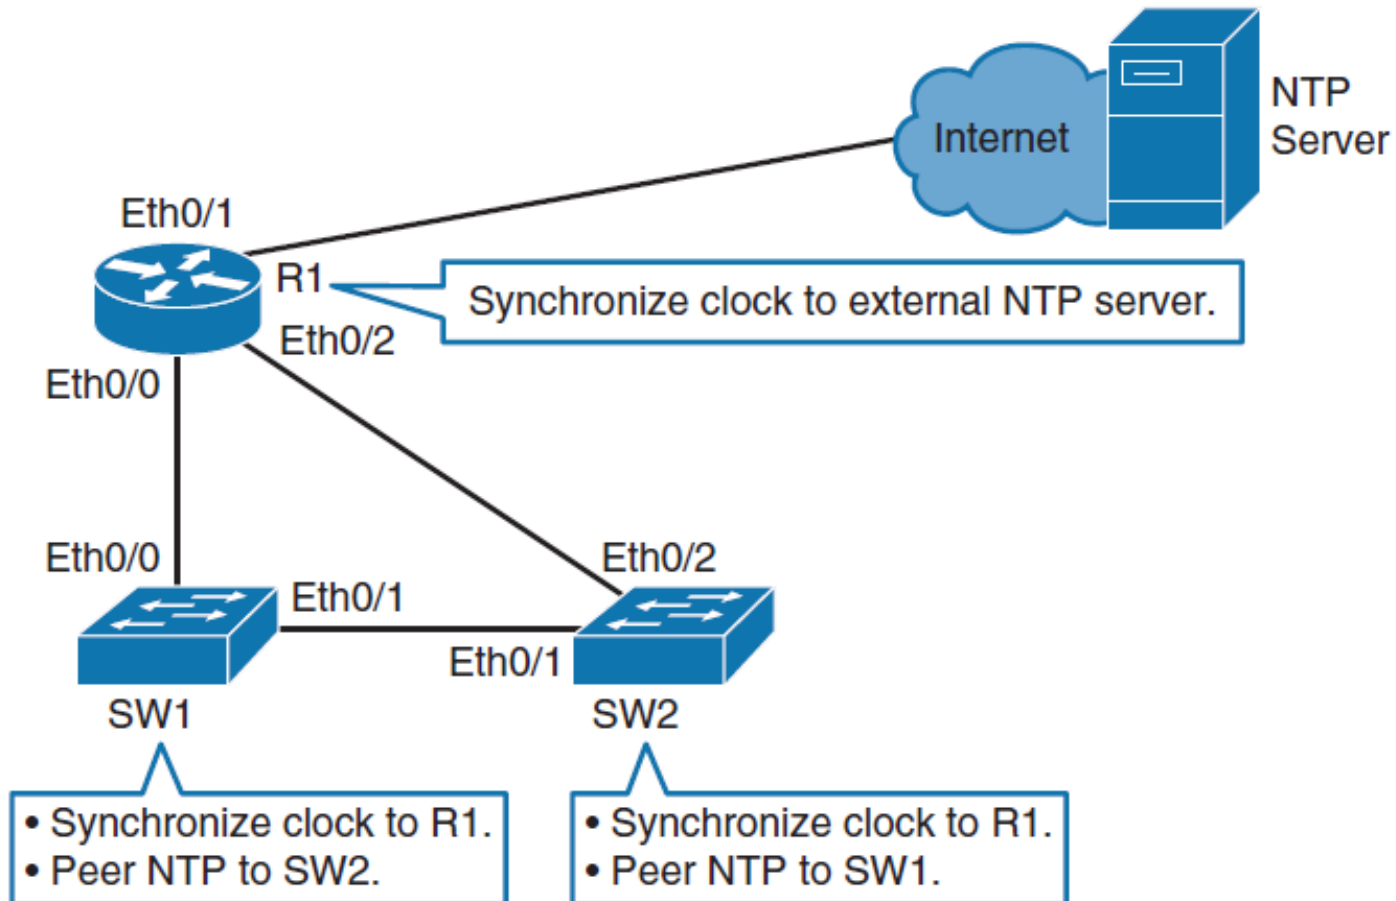 NTP
Server
Internet
Eth0/1
R1
Synchronize clock to external NTP server.
Eth0/2
Eth0/0
Eth0/0
Eth0/1
Eth0/2
Eth0/1
SW1
SW2
• Synchronize clock to R1.
• Peer NTP to SW2.
• Synchronize clock to R1.
• Peer NTP to SW1.